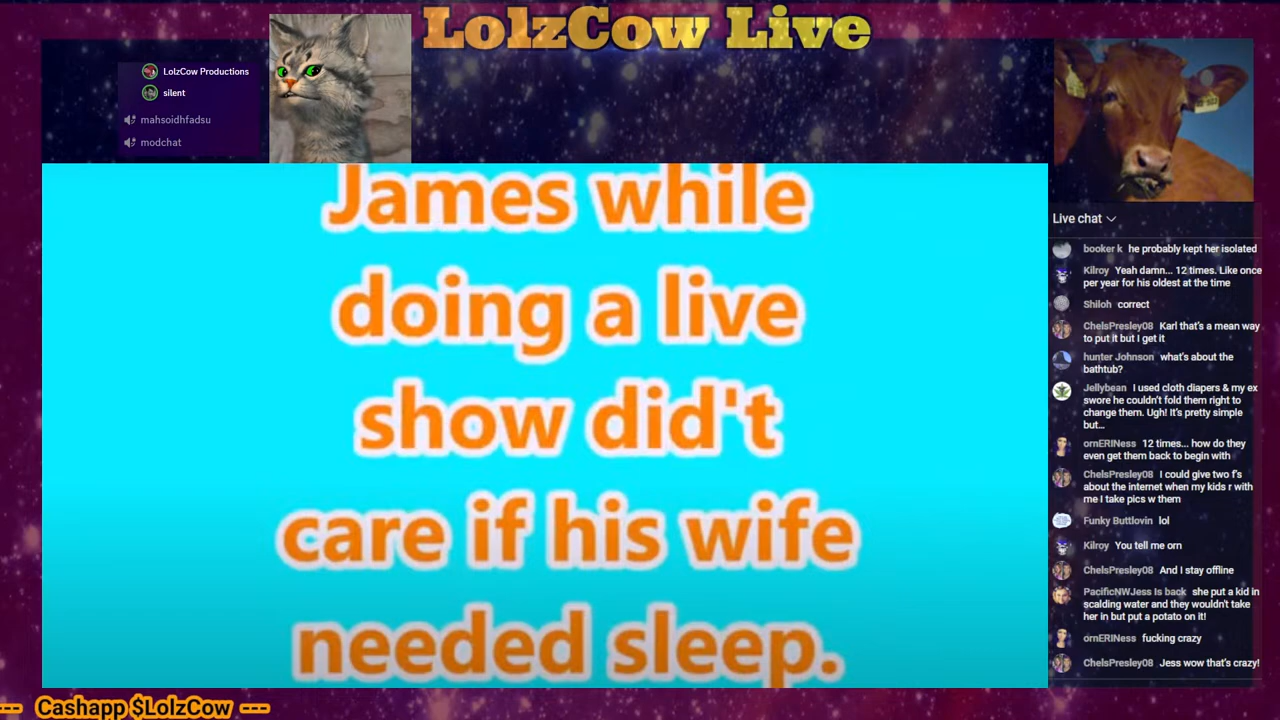 LolzCow Live
LolzCow Productions
silent
mahsoidhfadsu
modchat
James while
doing a live
show did't
care if his wife
needed sleep.
Live chat
booker k he probably kept her isolated
Kilroy Yeah damn... 12 times. Like once
per year for his oldest at the time
Shiloh correct
ChelsPresley08 Karl that's a mean way
to put it but I get it
hunter Johnson what's about the
bathtub?
Jellybean I used cloth diapers & my ex
swore he couldn't fold them right to
change them. Ugh! It's pretty simple
but...
ornERINess 12 times... how do they
even get them back to begin with
ChelsPresley08 I could give two f's
about the internet when my kids r with
me I take pics w them
Funky Buttlovin lol
Kilroy You tell me orn
ChelsPresley08 And I stay offline
PacificNWJess Is back she put a kid in
scalding water and they wouldn't take
her in but put a potato on it!
ornERINess fucking crazy
ChelsPresley08 Jess wow that's crazy!
--- Cashapp $LolzCow ---